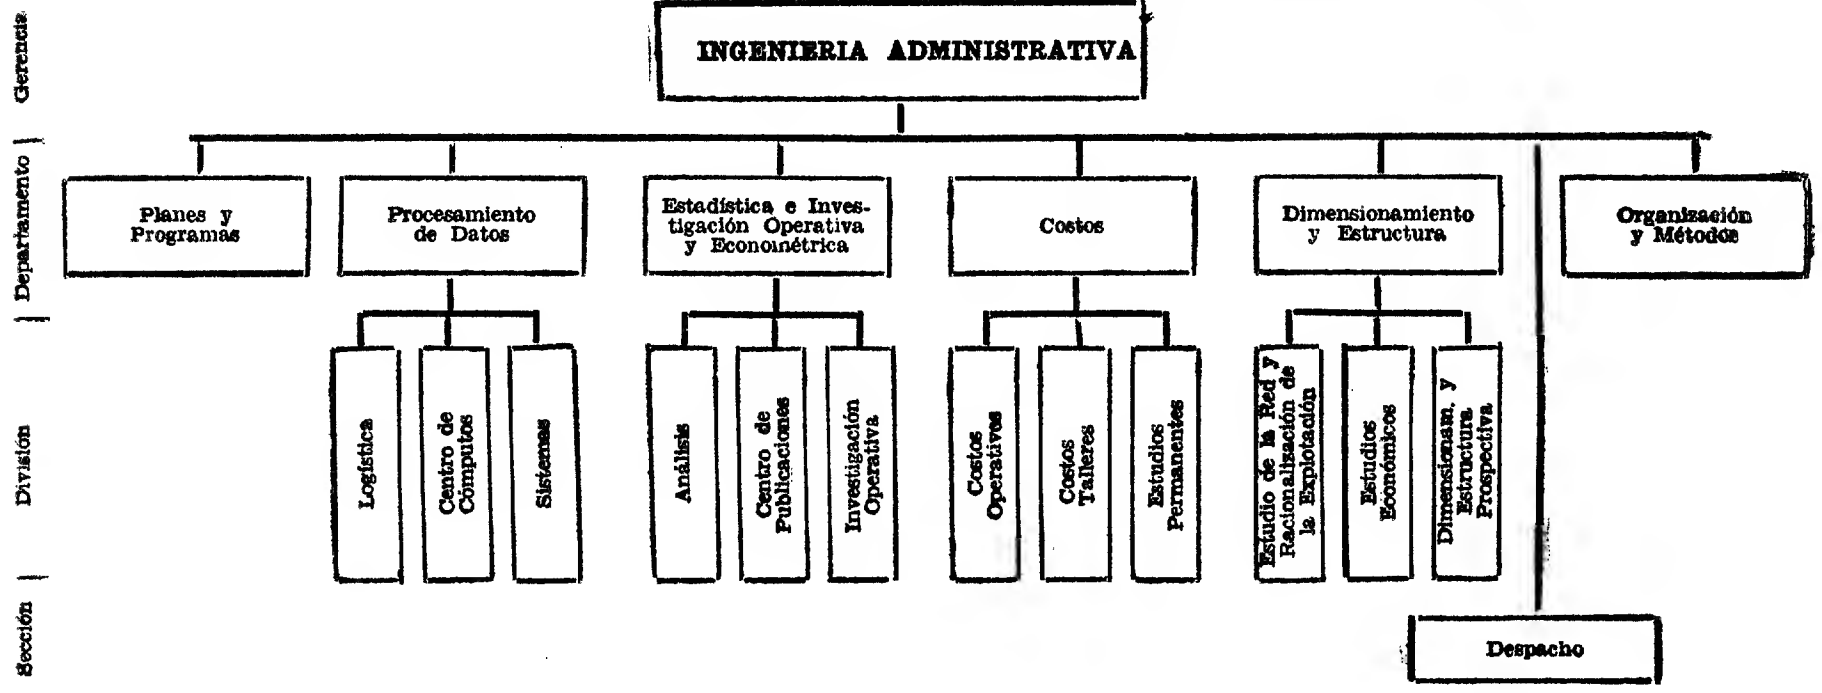 Gerencia
INGENIERIA ADMINISTRATIVA
Departamento
Planes y
Programas
Procesamiento
de Datos
Estadística e Inves-
tigación Operativa
y Econométrica
Costos
Dimensionamiento
y Estructura
Organización
y Métodos
División
Logística
Centro de
Cómputos
Sistemas
Análisis
Centro de
Publicaciones
Investigación
Operativa
Costos
Operativos
Costos
Talleres
Estudios
Permanentes
Estudio de la Red y
Racionalización de
la Explotación
Estudios
Económicos
Dimensionam. y
Estructura
Prospectiva
Sección
Despacho